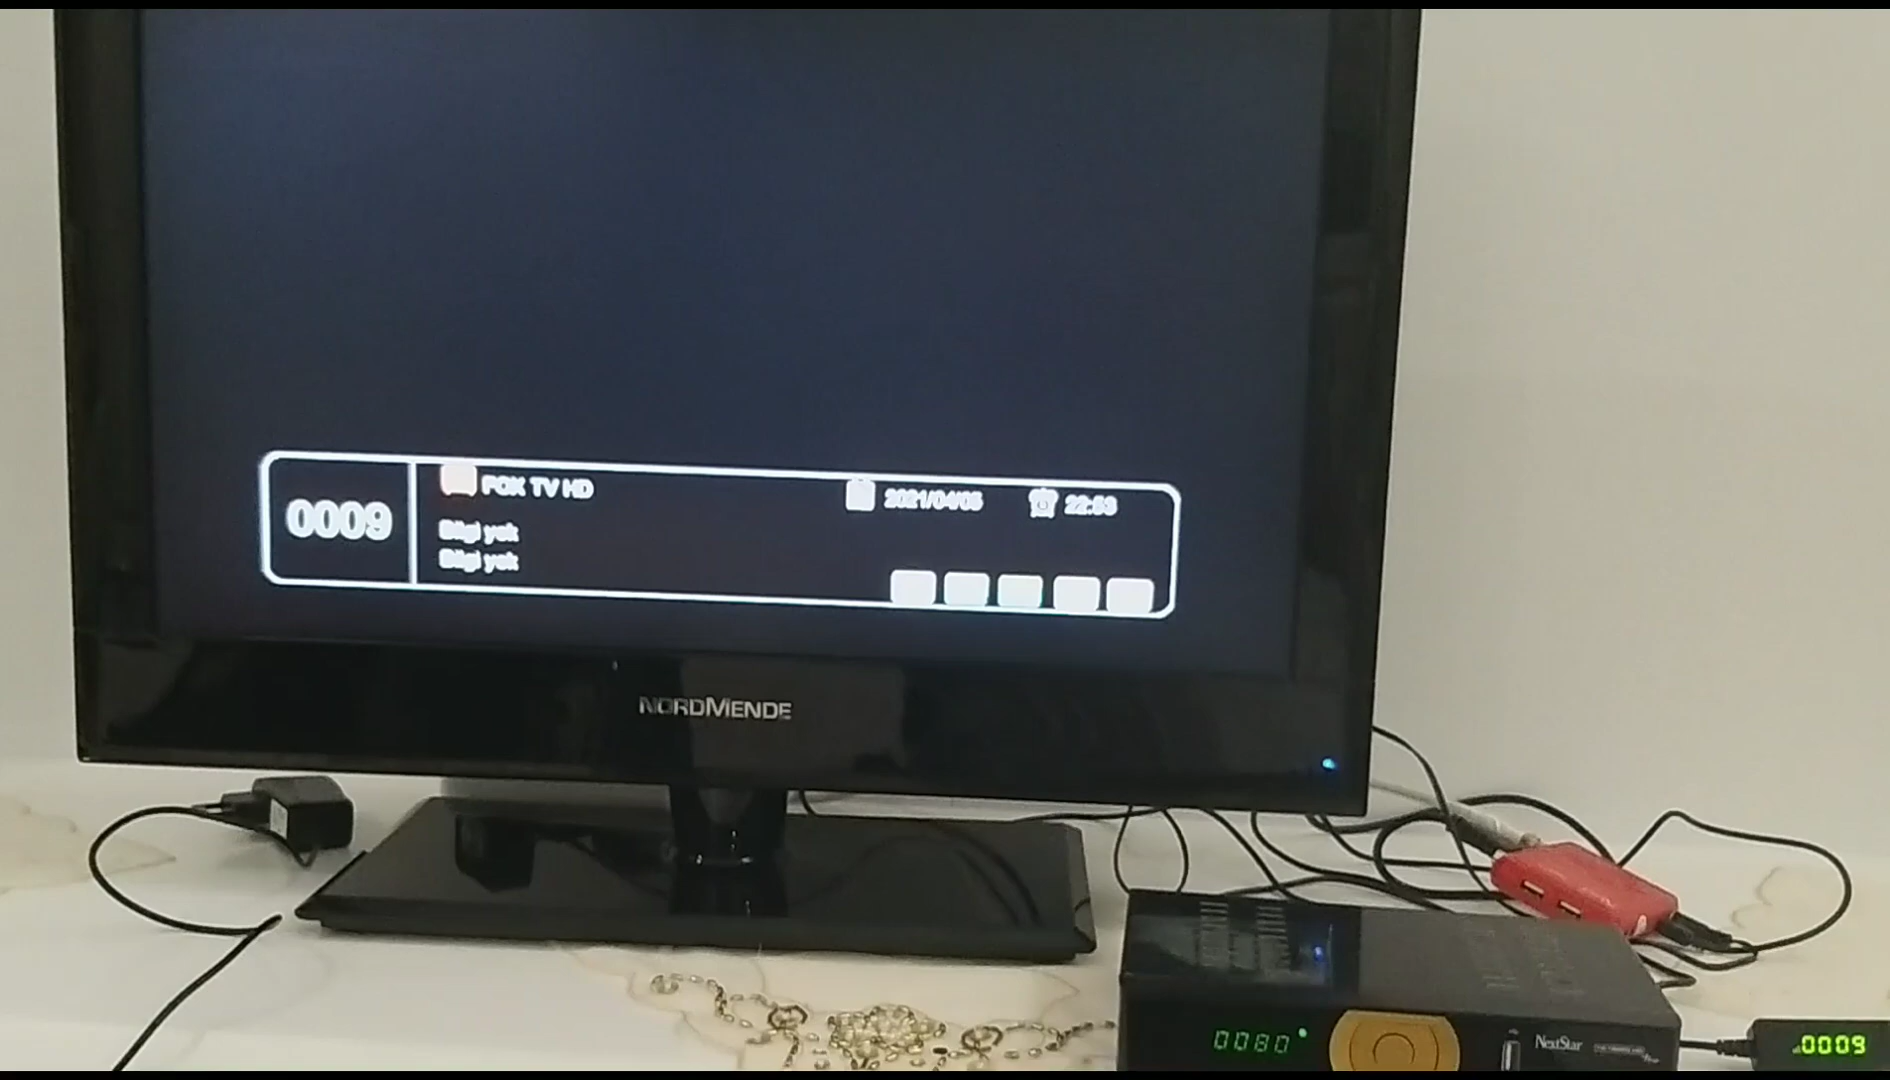 0009
FOX TV HD
2021/04/05
22:53
Bilgi yok
Bilgi yok
NORDMENDE
0080
NextStar
0009